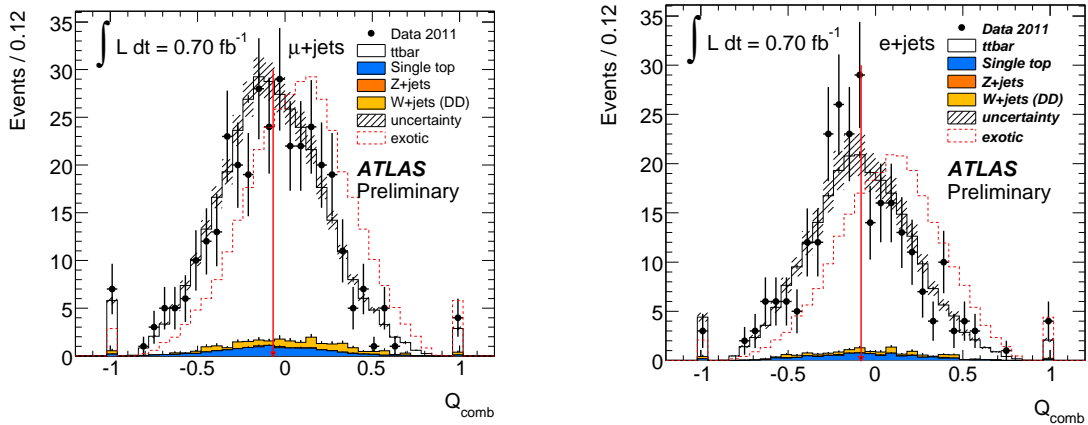 Events / 0.12
35
30
25
20
15
10
5
0
∫ L dt = 0.70 fb⁻¹
μ+jets
Data 2011
ttbar
Single top
Z+jets
W+jets (DD)
uncertainty
exotic
ATLAS
Preliminary
-1
-0.5
0
0.5
1
Q_comb
Events / 0.12
35
30
25
20
15
10
5
0
∫ L dt = 0.70 fb⁻¹
e+jets
Data 2011
ttbar
Single top
Z+jets
W+jets (DD)
uncertainty
exotic
ATLAS
Preliminary
-1
-0.5
0
0.5
1
Q_comb